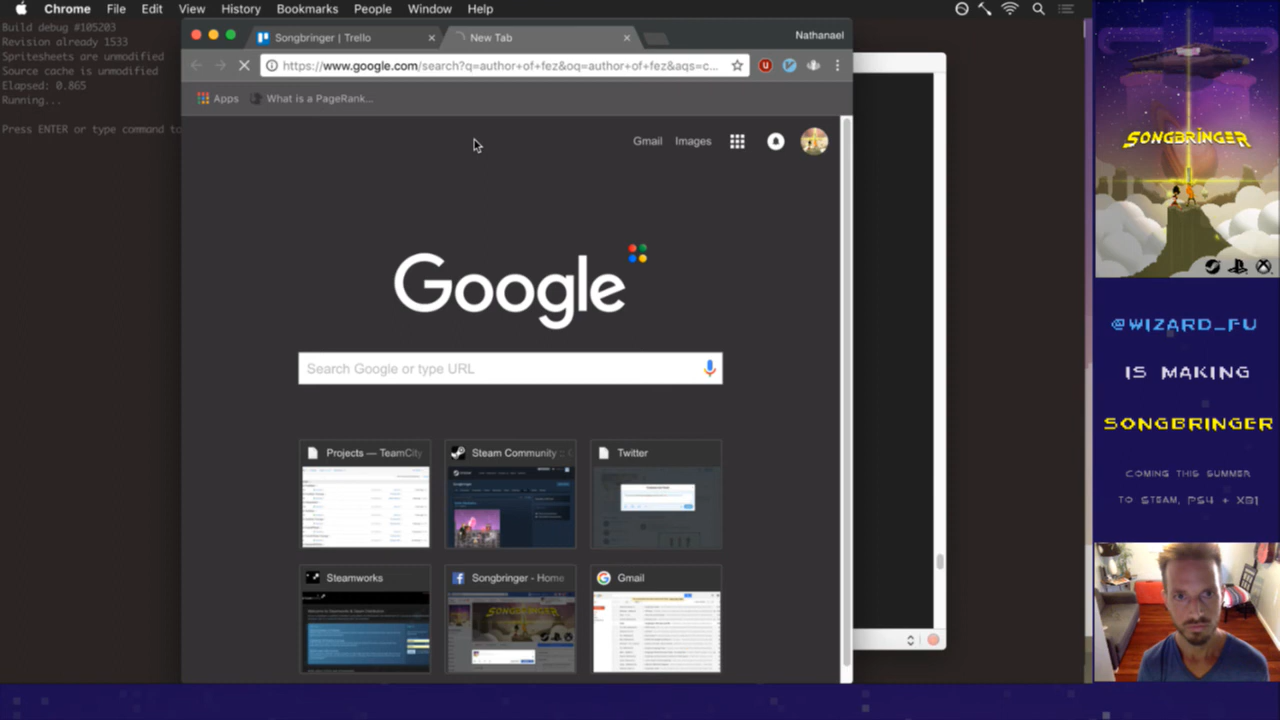 Chrome File Edit View History Bookmarks People Window Help
Build debug #105203
Revision already 1533
Spritesheets are unmodified
Source cache is unmodified
Elapsed: 0.865
Running...
Press ENTER or type command to
Songbringer | Trello
New Tab
Nathanael
https://www.google.com/search?q=author+of+fez&oq=author+of+fez&aqs=c...
Apps
What is a PageRank...
Gmail
Images
Google
Search Google or type URL
Projects — TeamCity
Steam Community ::
Twitter
Steamworks
Songbringer - Home
Gmail
SONGBRINGER
@WIZARD_FU
IS MAKING
SONGBRINGER
COMING THIS SUMMER
TO STEAM, PS4 + XB1